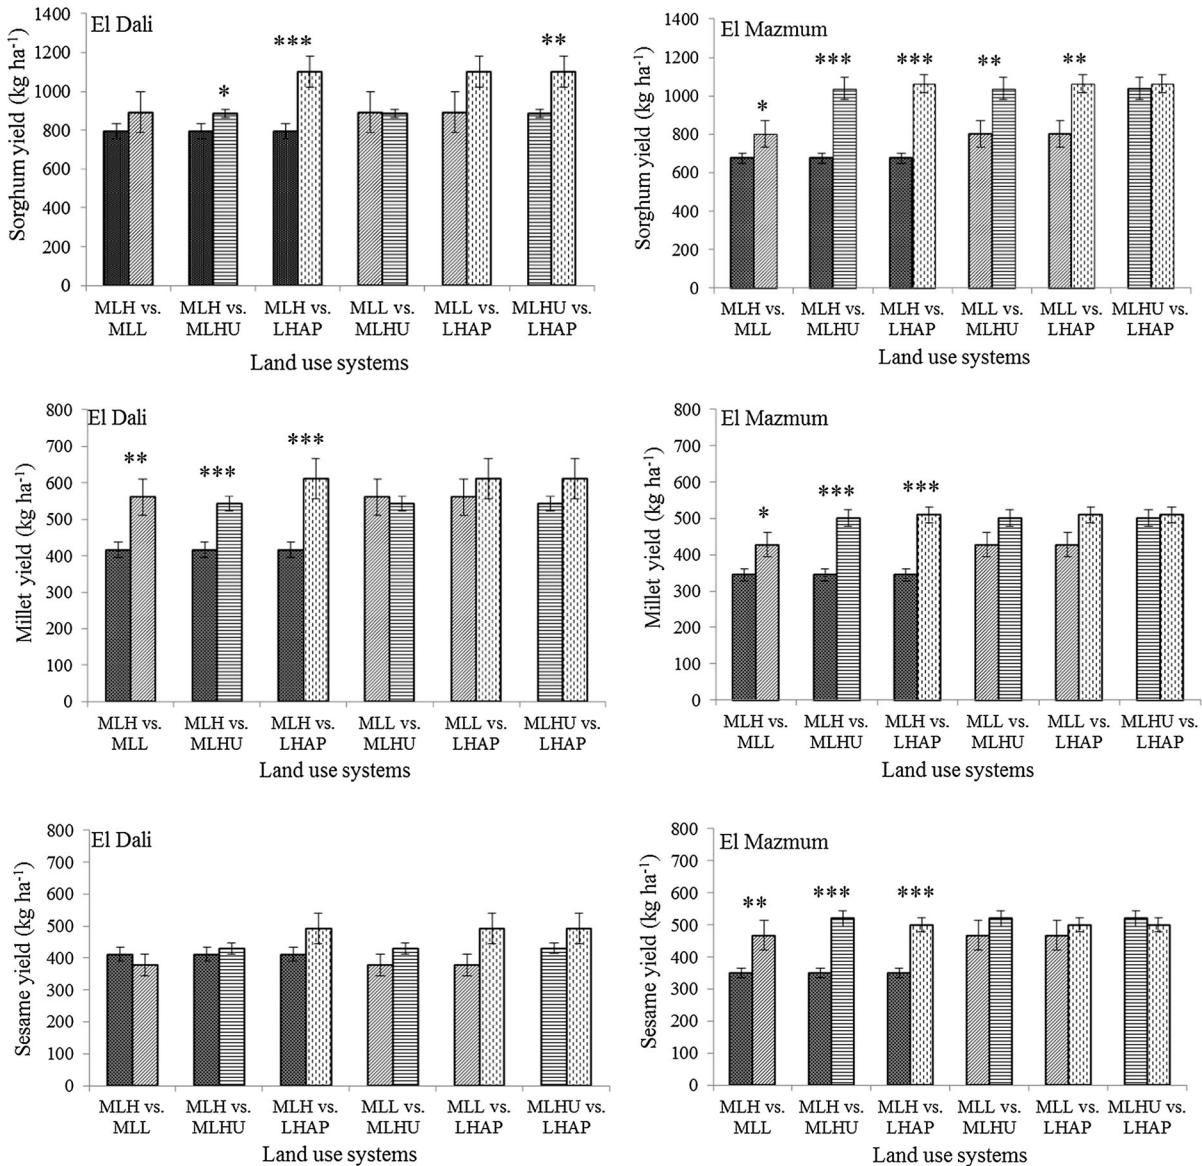 El Dali
Sorghum yield (kg ha-1)
1400
1200
1000
800
600
400
200
0
*
***
**
MLH vs. MLH vs. MLH vs. MLL vs. MLL vs. MLHU vs.
MLL MLHU LHAP MLHU LHAP LHAP
Land use systems
El Mazmum
Sorghum yield (kg ha-1)
1400
1200
1000
800
600
400
200
0
*
***
***
**
**
MLH vs. MLH vs. MLH vs. MLL vs. MLL vs. MLHU vs.
MLL MLHU LHAP MLHU LHAP LHAP
Land use systems
El Dali
Millet yield (kg ha-1)
800
700
600
500
400
300
200
100
0
**
***
***
MLH vs. MLH vs. MLH vs. MLL vs. MLL vs. MLHU vs.
MLL MLHU LHAP MLHU LHAP LHAP
Land use systems
El Mazmum
Millet yield (kg ha-1)
800
700
600
500
400
300
200
100
0
*
***
***
MLH vs. MLH vs. MLH vs. MLL vs. MLL vs. MLHU vs.
MLL MLHU LHAP MLHU LHAP LHAP
Land use systems
El Dali
Sesame yield (kg ha-1)
800
700
600
500
400
300
200
100
0
MLH vs. MLH vs. MLH vs. MLL vs. MLL vs. MLHU vs.
MLL MLHU LHAP MLHU LHAP LHAP
Land use systems
El Mazmum
Sesame yield (kg ha-1)
800
700
600
500
400
300
200
100
0
**
***
***
MLH vs. MLH vs. MLH vs. MLL vs. MLL vs. MLHU vs.
MLL MLHU LHAP MLHU LHAP LHAP
Land use systems